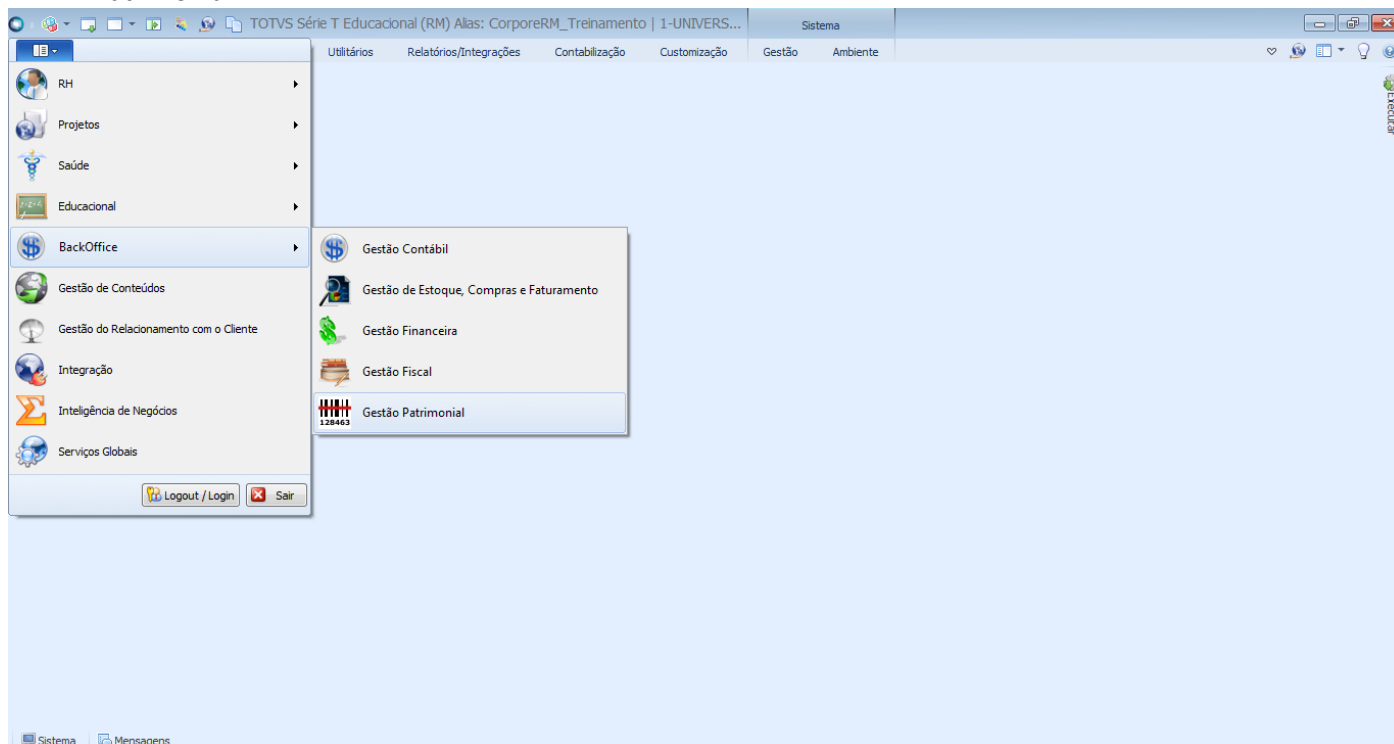 TOTVS Série T Educacional (RM) Alias: CorporeRM_Treinamento | 1-UNIVERS...
Sistema
Utilitários
Relatórios/Integrações
Contabilização
Customização
Gestão
Ambiente
Executar
RH
Projetos
Saúde
Educacional
BackOffice
Gestão de Conteúdos
Gestão do Relacionamento com o Cliente
Integração
Inteligência de Negócios
Serviços Globais
Logout / Login
Sair
Gestão Contábil
Gestão de Estoque, Compras e Faturamento
Gestão Financeira
Gestão Fiscal
128463
Gestão Patrimonial
Sistema
Mensagens